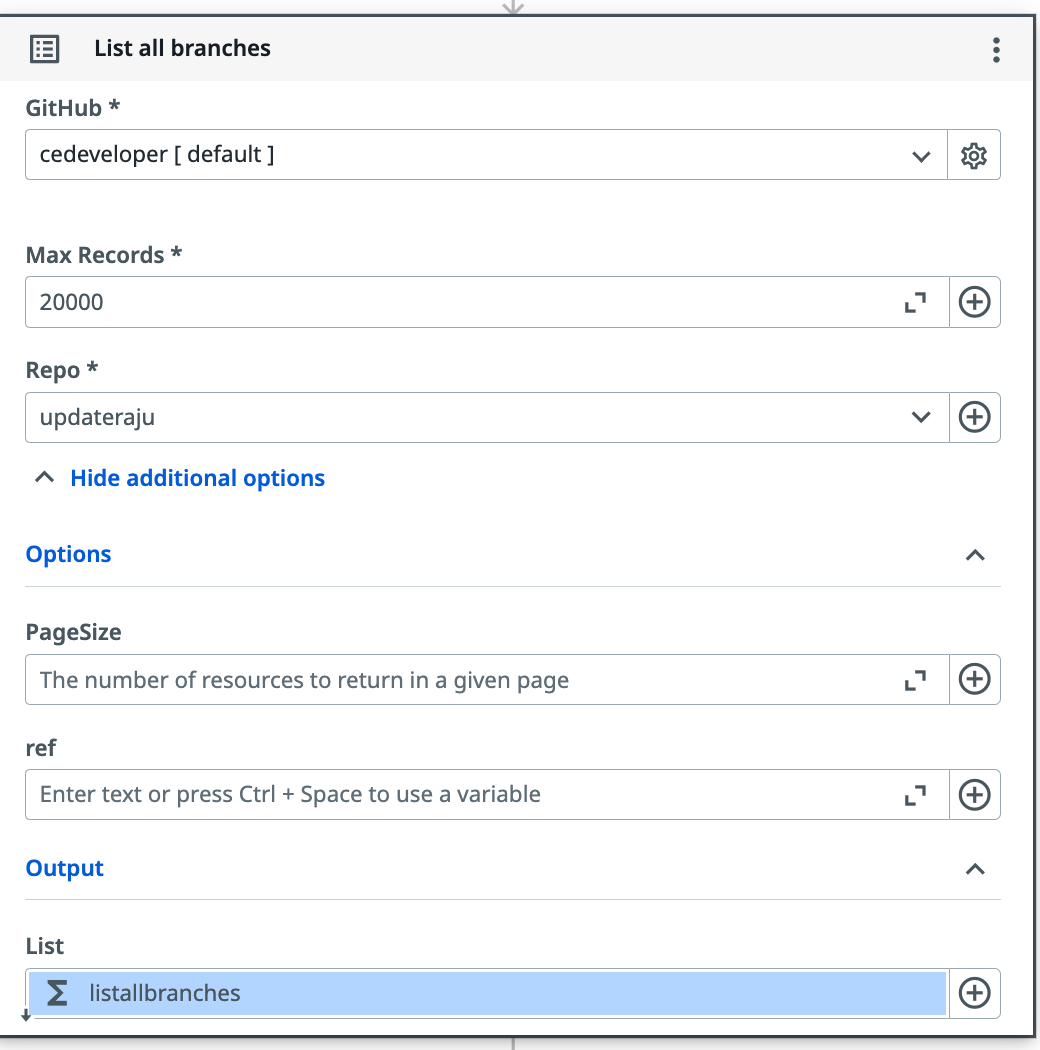 List all branches
GitHub *
cedeveloper [ default ]
Max Records *
20000
Repo *
updateraju
Hide additional options
Options
PageSize
The number of resources to return in a given page
ref
Enter text or press Ctrl + Space to use a variable
Output
List
listallbranches